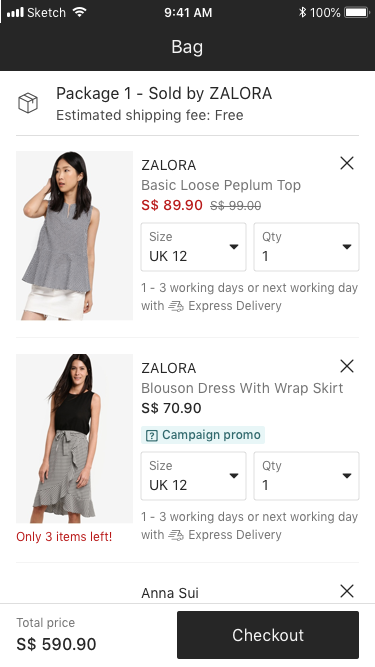 Sketch
9:41 AM
100%
Bag
Package 1 - Sold by ZALORA
Estimated shipping fee: Free
ZALORA
Basic Loose Peplum Top
S$ 89.90 S$ 99.00
Size
UK 12
Qty
1
1 - 3 working days or next working day
with Express Delivery
ZALORA
Blouson Dress With Wrap Skirt
S$ 70.90
Campaign promo
Size
UK 12
Qty
1
Only 3 items left!
1 - 3 working days or next working day
with Express Delivery
Anna Sui
Total price
S$ 590.90
Checkout